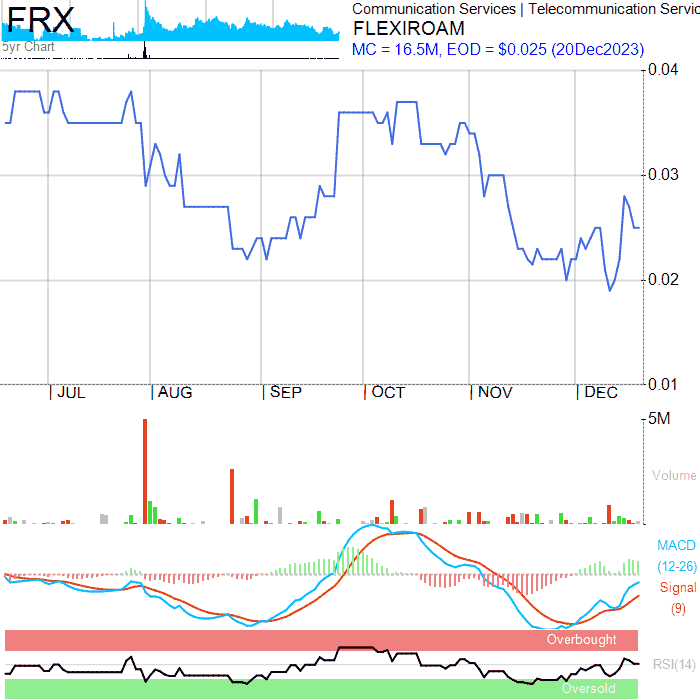 FRX
Communication Services | Telecommunication Servic
FLEXIROAM
5yr Chart
MC = 16.5M, EOD = $0.025 (20Dec2023)
0.04
0.03
0.02
0.01
JUL AUG SEP OCT NOV DEC
5M
Volume
MACD
(12-26)
Signal
(9)
Overbought
RSI(14)
Oversold